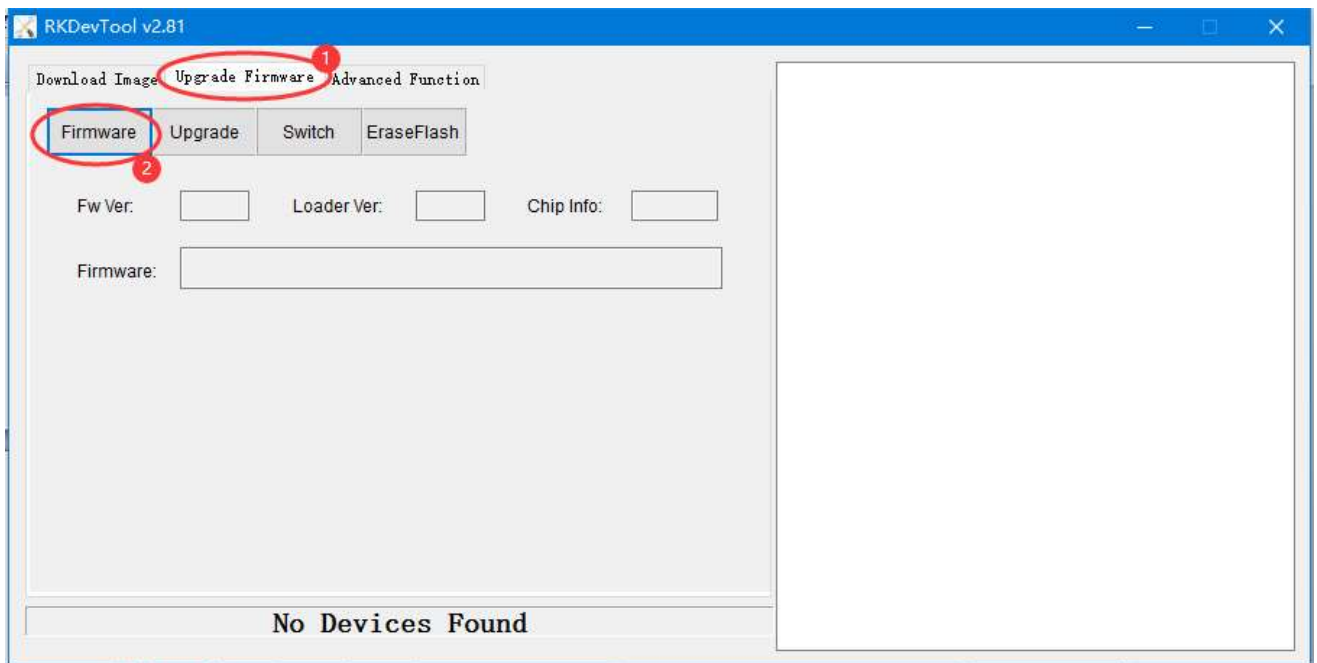 RKDevTool v2.81
1
Download Image Upgrade Firmware Advanced Function
Firmware Upgrade Switch EraseFlash
2
Fw Ver: Loader Ver: Chip Info:
Firmware:
No Devices Found